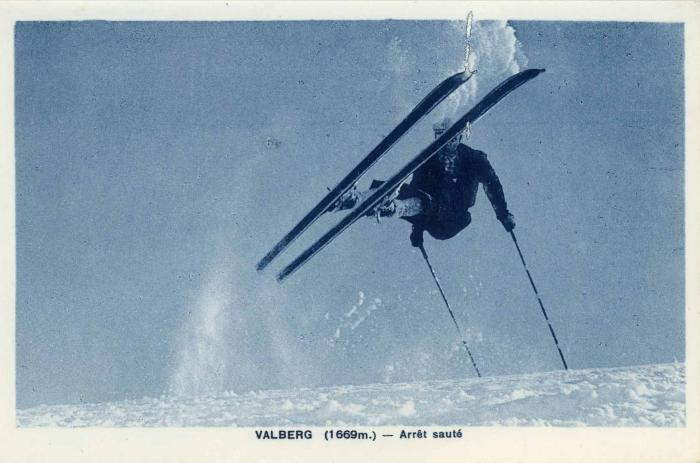 VALBERG (1669m.) — Arrêt sauté